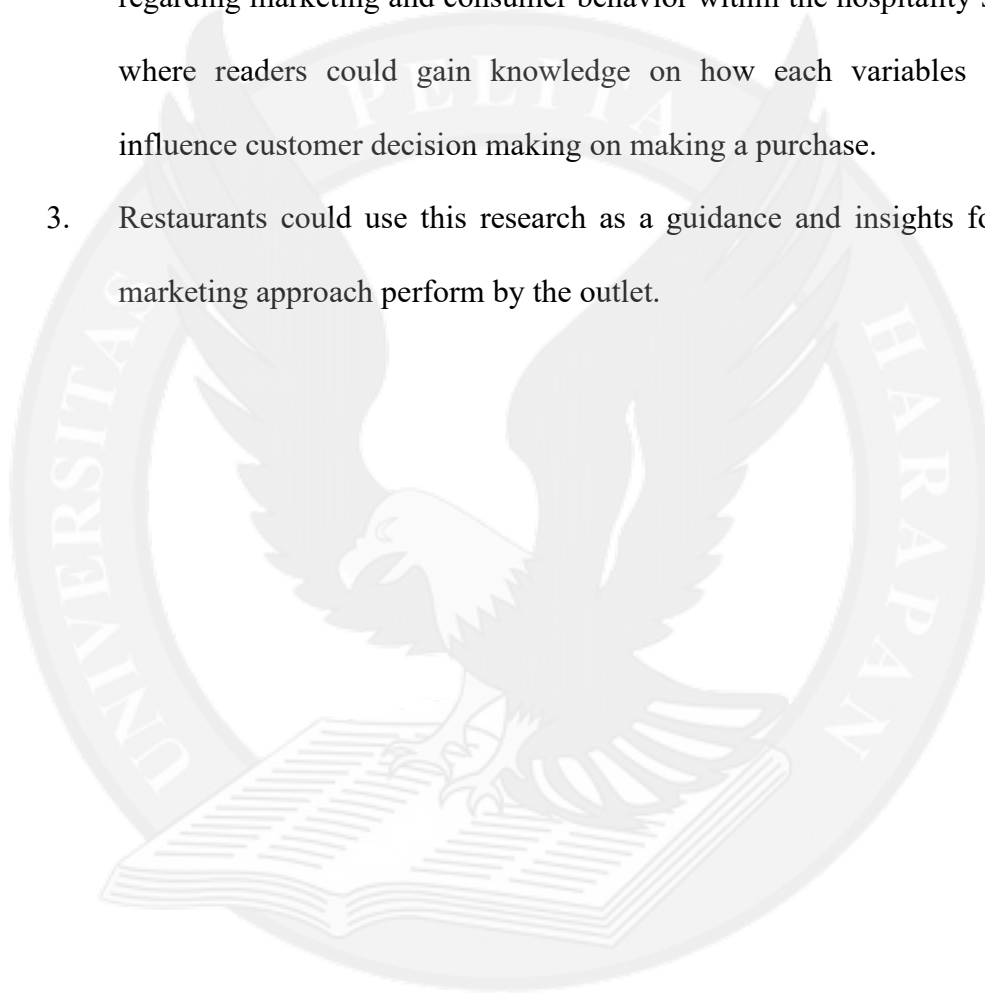 regarding marketing and consumer behavior within the hospitality
where readers could gain knowledge on how each variables
influence customer decision making on making a purchase.
3. Restaurants could use this research as a guidance and insights
marketing approach perform by the outlet.
UNIVERSITAS PELITA HARAPAN